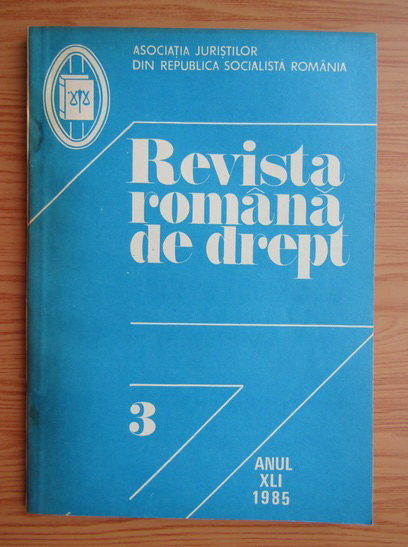 ASOCIAȚIA JURIȘTILOR
DIN REPUBLICA SOCIALISTĂ ROMÂNIA
Revista
română
de drept
3
ANUL
XLI
1985